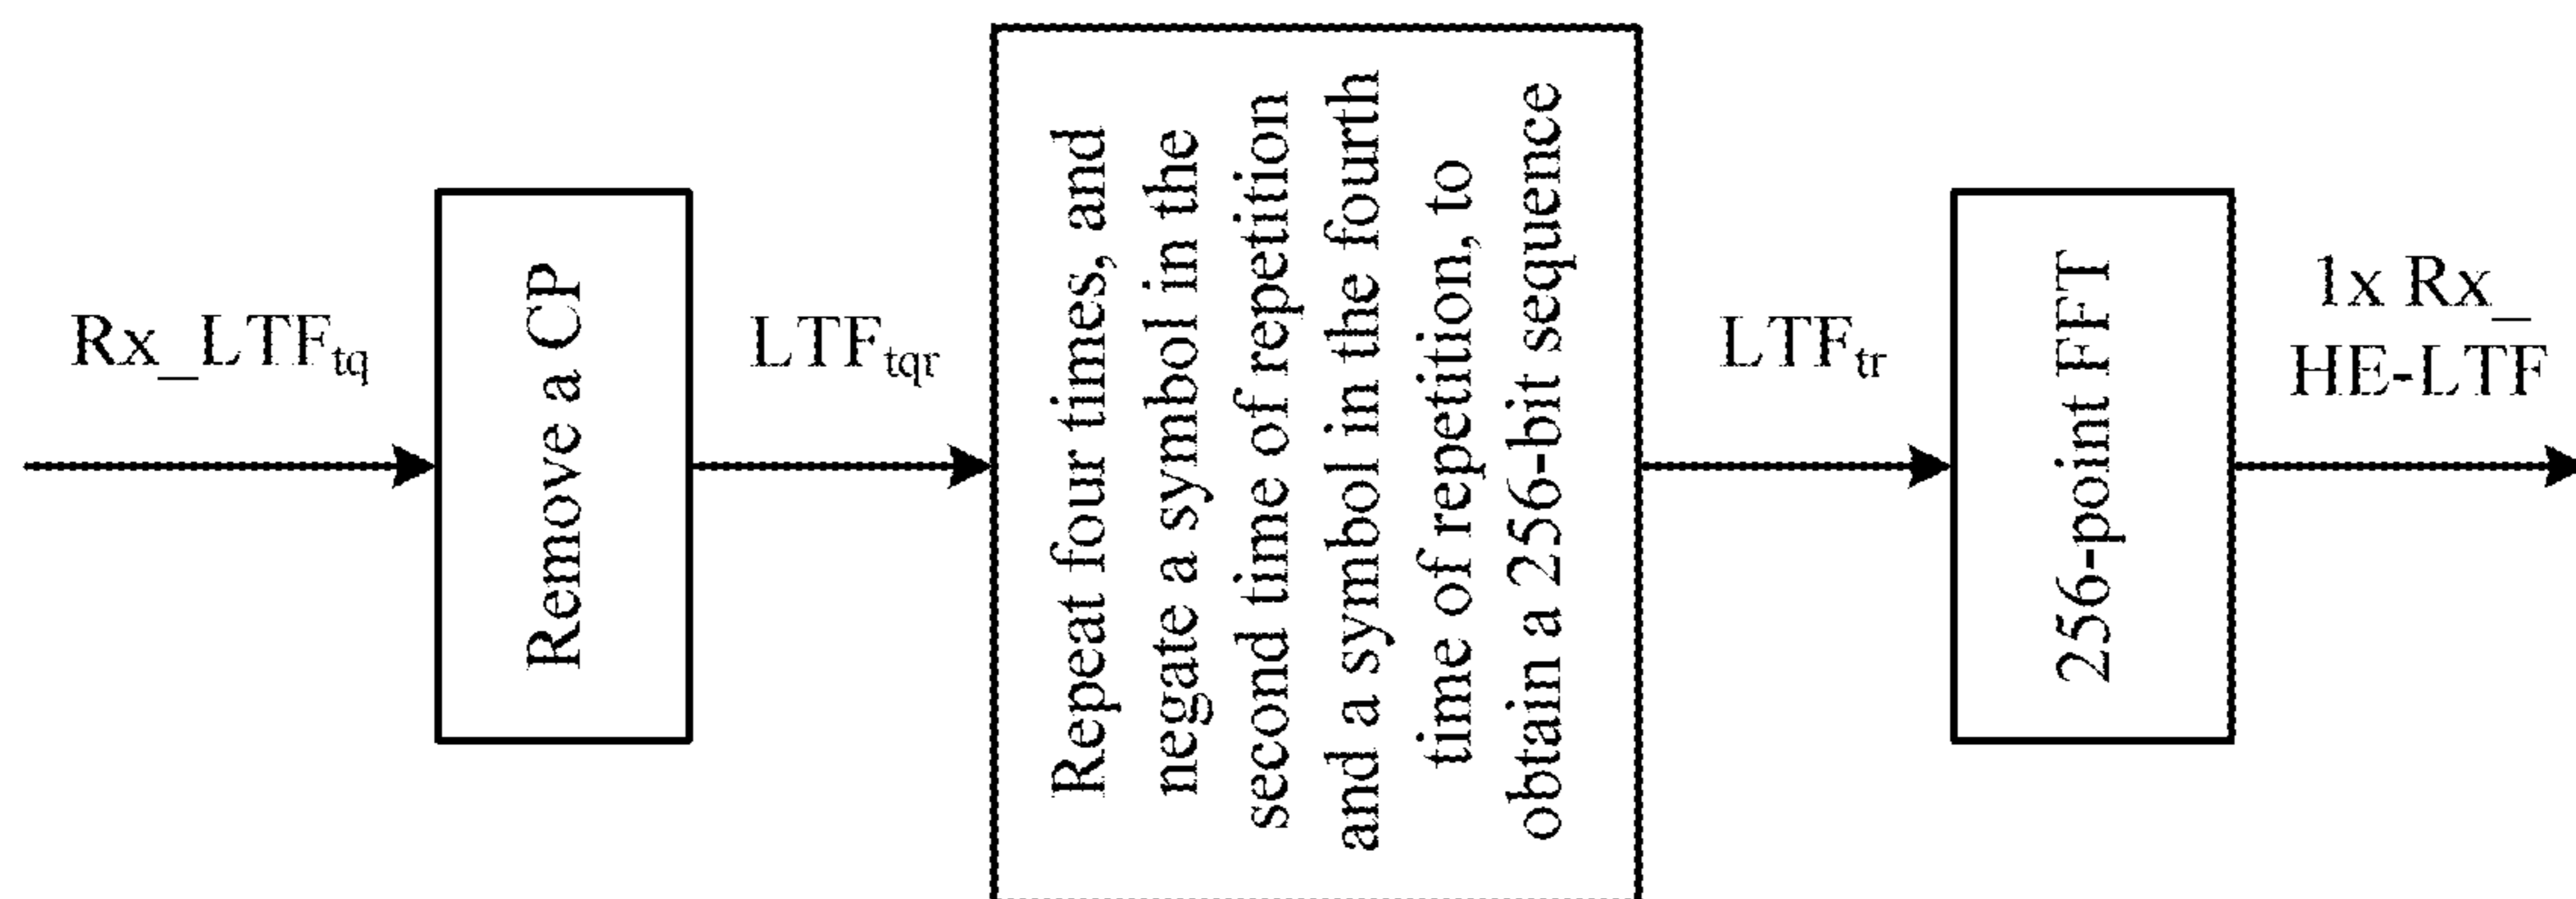 Rx_LTFtq
Remove a CP
LTFtqr
Repeat four times, and
negate a symbol in the
second time of repetition
and a symbol in the fourth
time of repetition, to
obtain a 256-bit sequence
LTFtr
256-point FFT
1x Rx_
HE-LTF